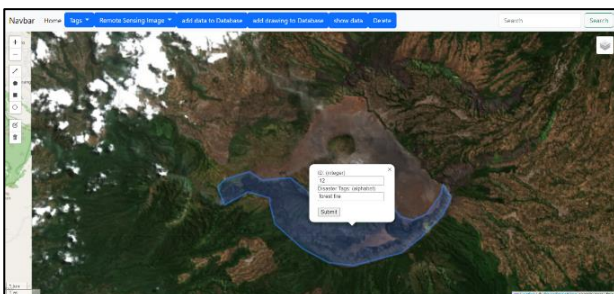 Navbar Home Tags Remote Sensing Image add data to Database add drawing to Database show data Delete Search Search
+
−
×
ID: (integer)
12
Disaster Tags: (alphabet)
forest fire
Submit